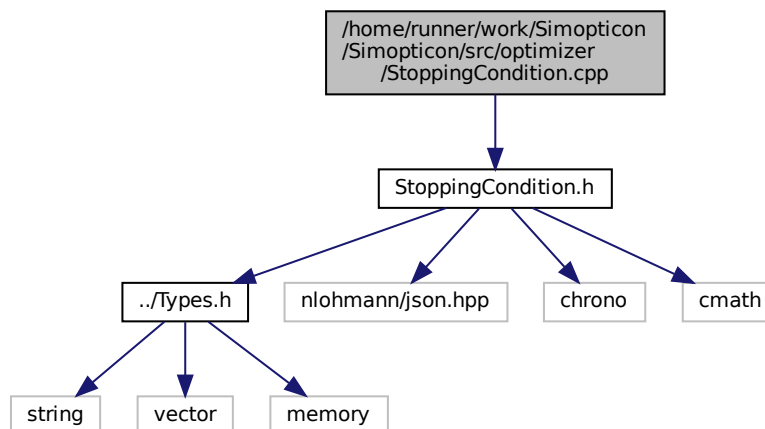 /home/runner/work/Simopticon
/Simopticon/src/optimizer
/StoppingCondition.cpp
StoppingCondition.h
../Types.h
nlohmann/json.hpp
chrono
cmath
string
vector
memory